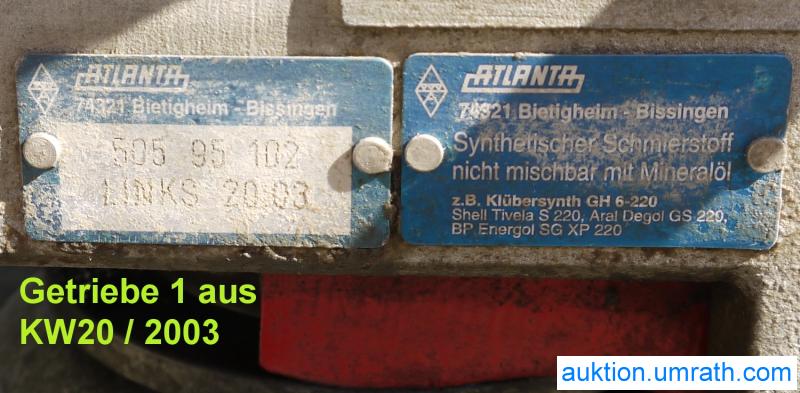 ATLANTA
74321 Bietigheim - Bissingen
505 95 102
LINKS 20.03
ATLANTA
74321 Bietigheim - Bissingen
Synthetischer Schmierstoff
nicht mischbar mit Mineralöl
z.B. Klübersynth GH 6-220
Shell Tivela S 220, Aral Degol GS 220,
BP Energol SG XP 220
Getriebe 1 aus
KW20 / 2003
auktion.umrath.com